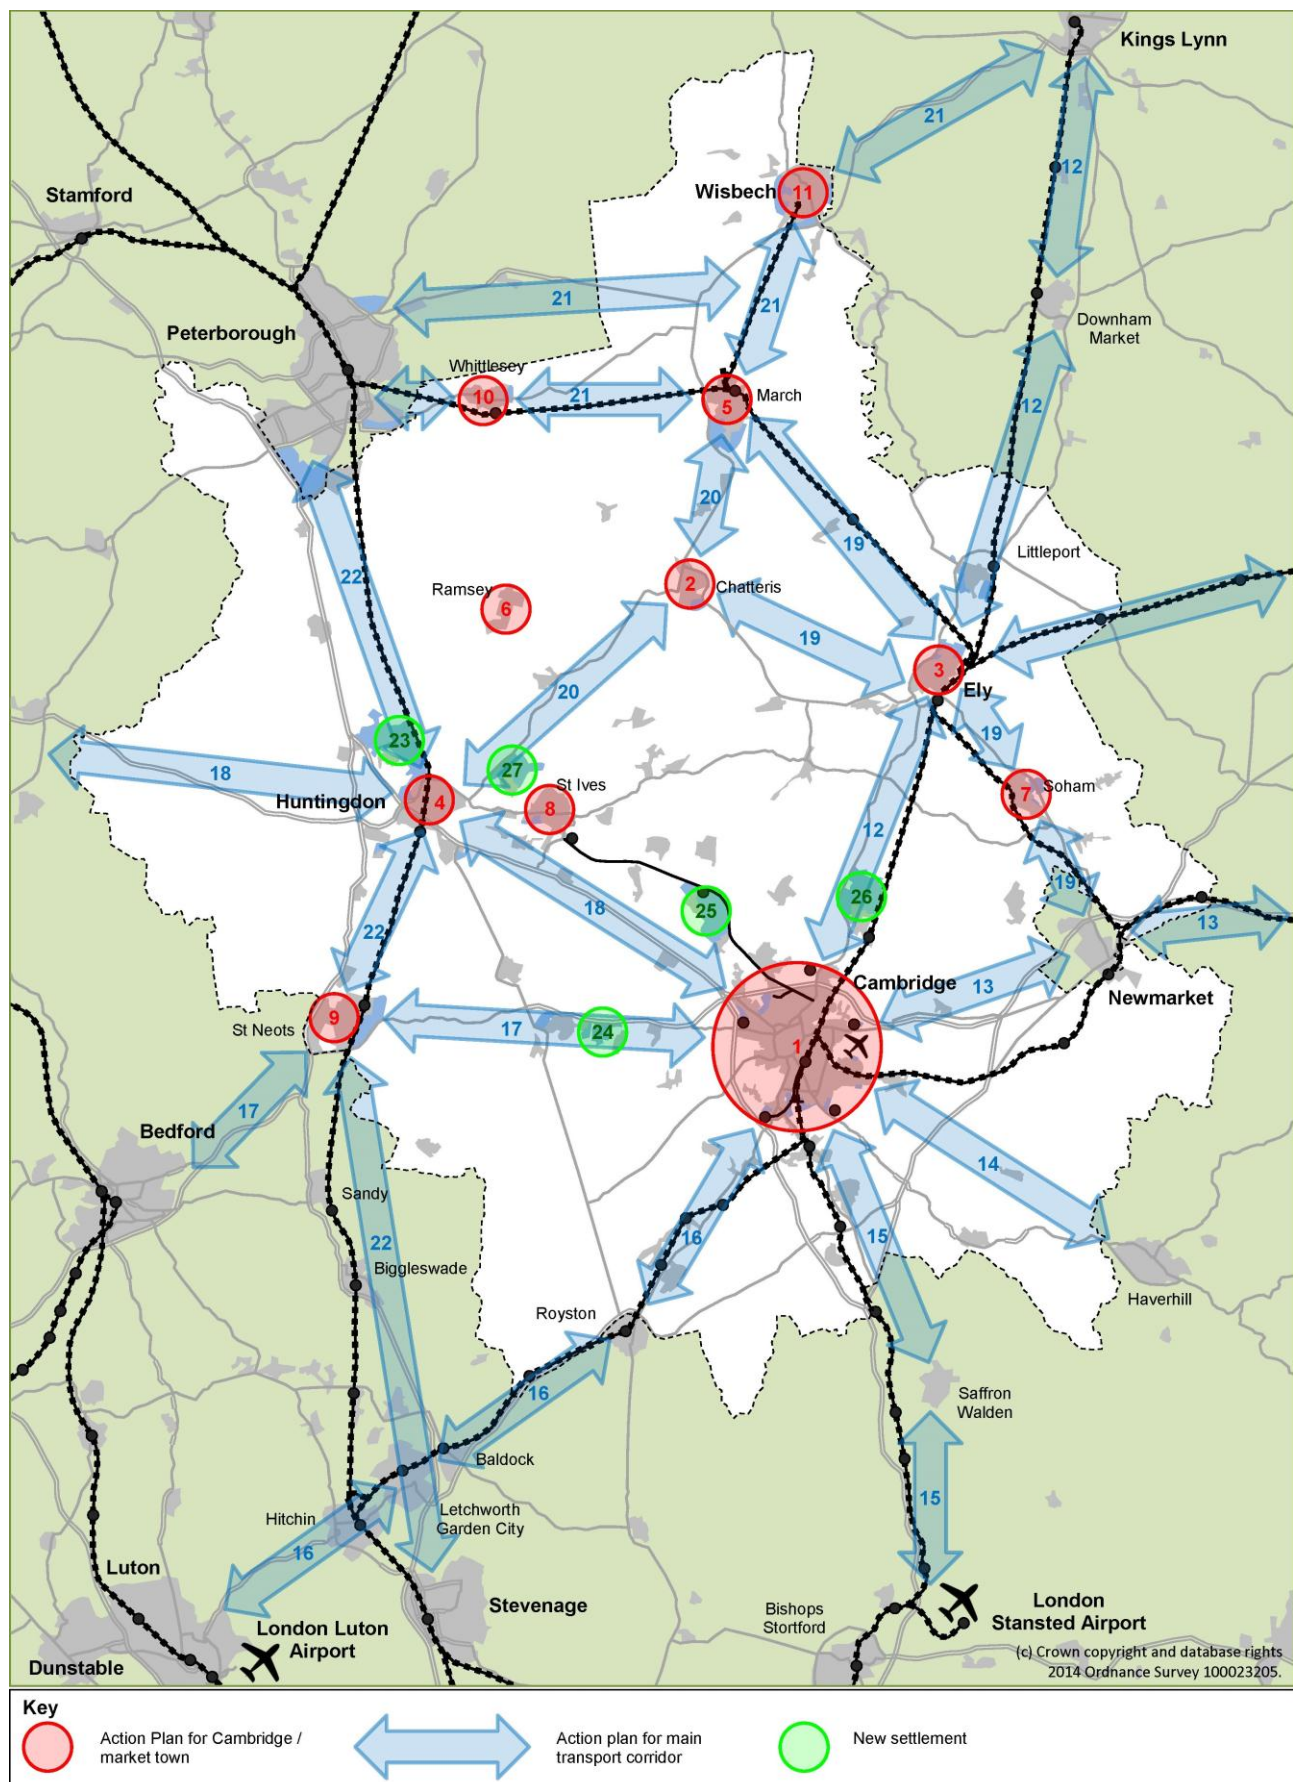 Kings Lynn
21
12
Stamford
Wisbech
11
21
21
Peterborough
Downham
Market
Whittlesey
10
21
5
March
12
20
19
22
Littleport
Ramsey
6
2
Chatteris
19
20
3
Ely
23
19
18
27
St Ives
Huntingdon
4
8
7
Soham
12
19
18
25
26
22
13
Cambridge
13
Newmarket
9
St Neots
17
24
1
17
Bedford
14
Sandy
16
15
22
Biggleswade
Royston
Haverhill
16
Saffron
Walden
Baldock
15
Hitchin
Letchworth
Garden City
16
Luton
Stevenage
London Luton
Airport
Bishops
Stortford
London
Stansted Airport
Dunstable
(c) Crown copyright and database rights
2014 Ordnance Survey 100023205.
Key
Action Plan for Cambridge /
market town
Action plan for main
transport corridor
New settlement